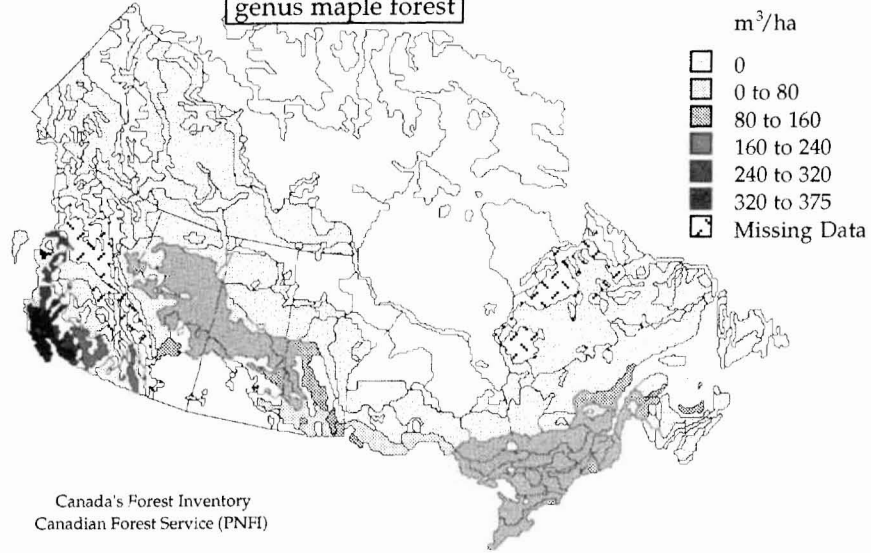 genus maple forest
m³/ha
0
0 to 80
80 to 160
160 to 240
240 to 320
320 to 375
Missing Data
Canada's Forest Inventory
Canadian Forest Service (PNFI)